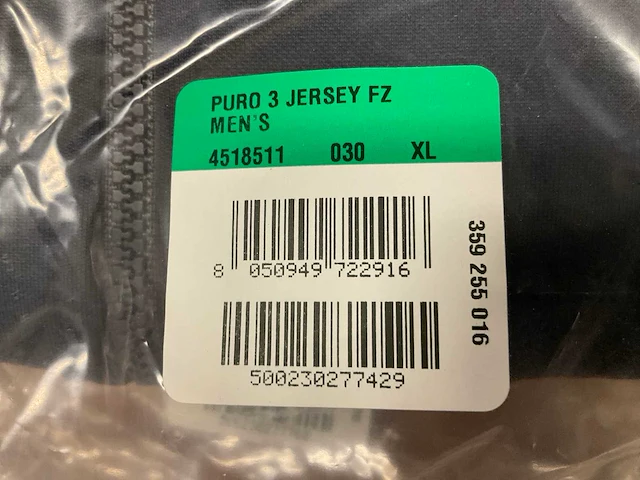 PURO 3 JERSEY FZ
MEN'S
4518511 030 XL
8 050949 722916
359 255 016
500230277429